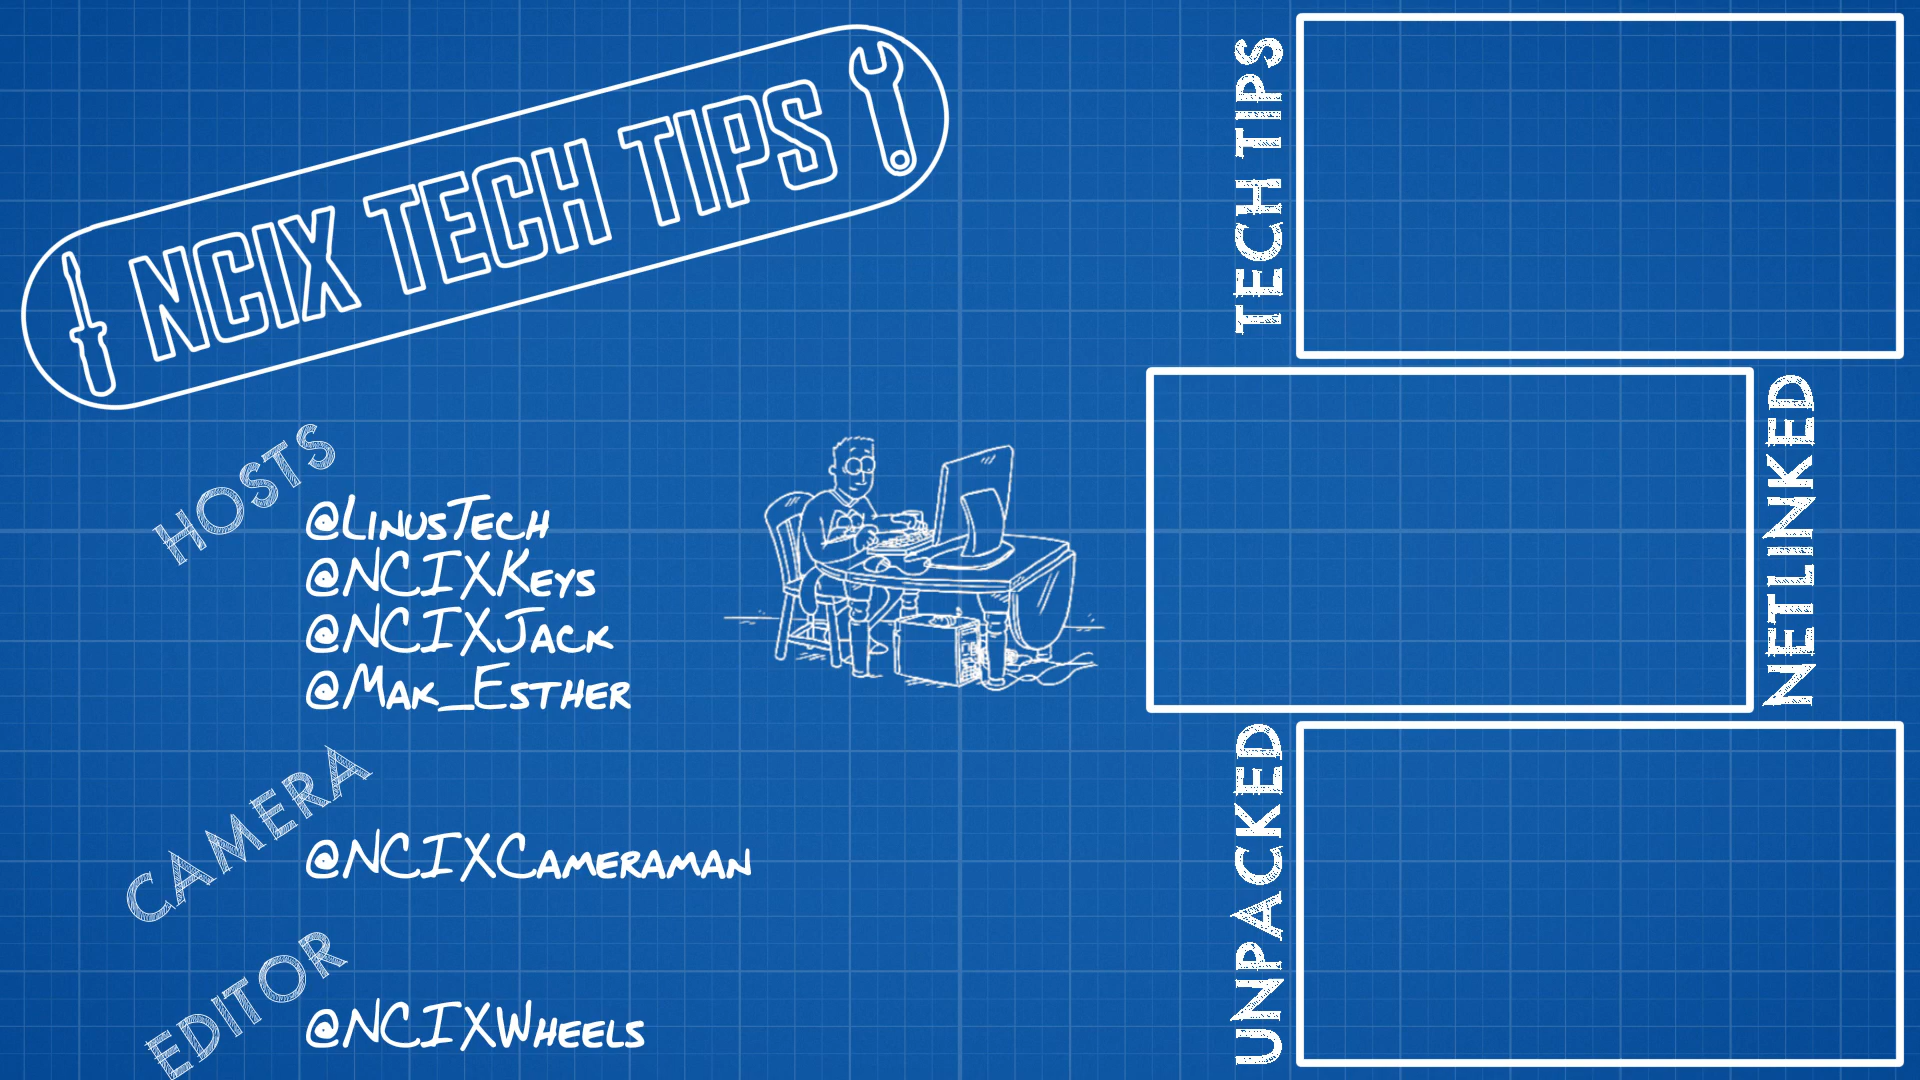 NCIX TECH TIPS
HOSTS
@LinusTech
@NCIXKeys
@NCIXJack
@Mak_Esther
CAMERA
@NCIXCameraman
EDITOR
@NCIXWheels
TECH TIPS
NETLINKED
UNPACKED